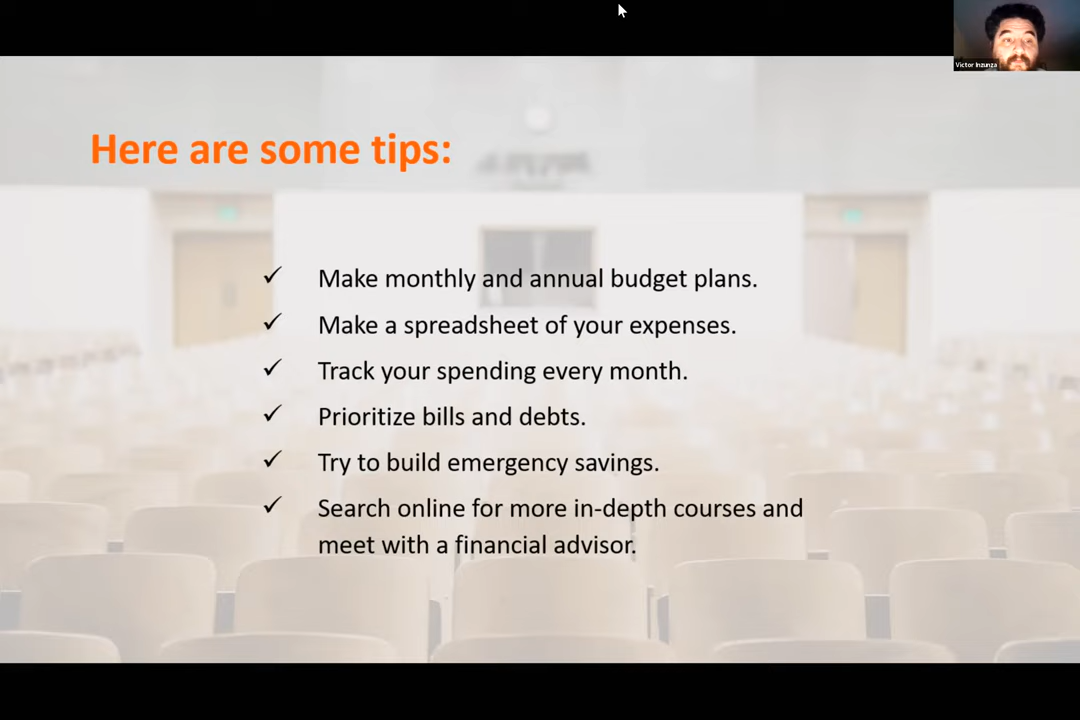 Victor Inzunza
Here are some tips:
✓ Make monthly and annual budget plans.
✓ Make a spreadsheet of your expenses.
✓ Track your spending every month.
✓ Prioritize bills and debts.
✓ Try to build emergency savings.
✓ Search online for more in-depth courses and
meet with a financial advisor.